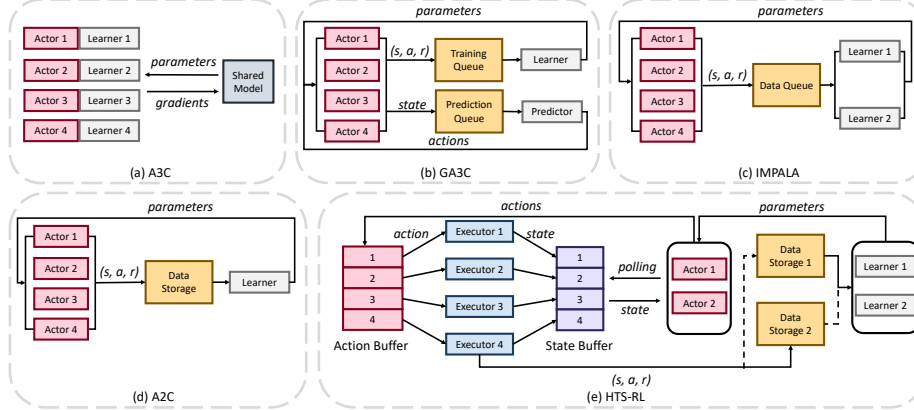 Actor 1 Learner 1
Actor 2 Learner 2
Actor 3 Learner 3
Actor 4 Learner 4
parameters
gradients
Shared
Model
(a) A3C
parameters
Actor 1
Actor 2
Actor 3
Actor 4
(s, a, r)
state
Training
Queue
Prediction
Queue
Learner
Predictor
actions
(b) GA3C
parameters
Actor 1
Actor 2
Actor 3
Actor 4
(s, a, r)
Data Queue
Learner 1
Learner 2
(c) IMPALA
parameters
Actor 1
Actor 2
Actor 3
Actor 4
(s, a, r)
Data
Storage
Learner
(d) A2C
actions
parameters
action
1
2
3
4
Action Buffer
Executor 1
Executor 2
Executor 3
Executor 4
state
1
2
3
4
State Buffer
polling
state
Actor 1
Actor 2
Data
Storage 1
Data
Storage 2
Learner 1
Learner 2
(s, a, r)
(e) HTS-RL